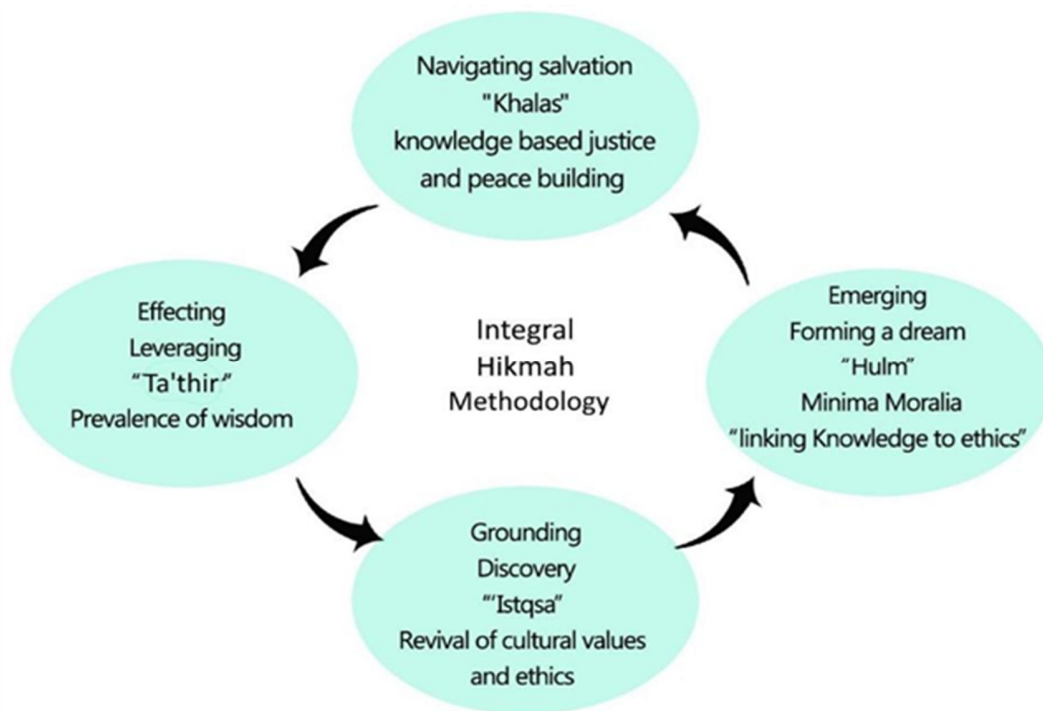 Navigating salvation
"Khalas"
knowledge based justice
and peace building
Effecting
Leveraging
“Ta'thir”
Prevalence of wisdom
Integral
Hikmah
Methodology
Emerging
Forming a dream
“Hulm”
Minima Moralia
“linking Knowledge to ethics”
Grounding
Discovery
“'Istqsa”
Revival of cultural values
and ethics